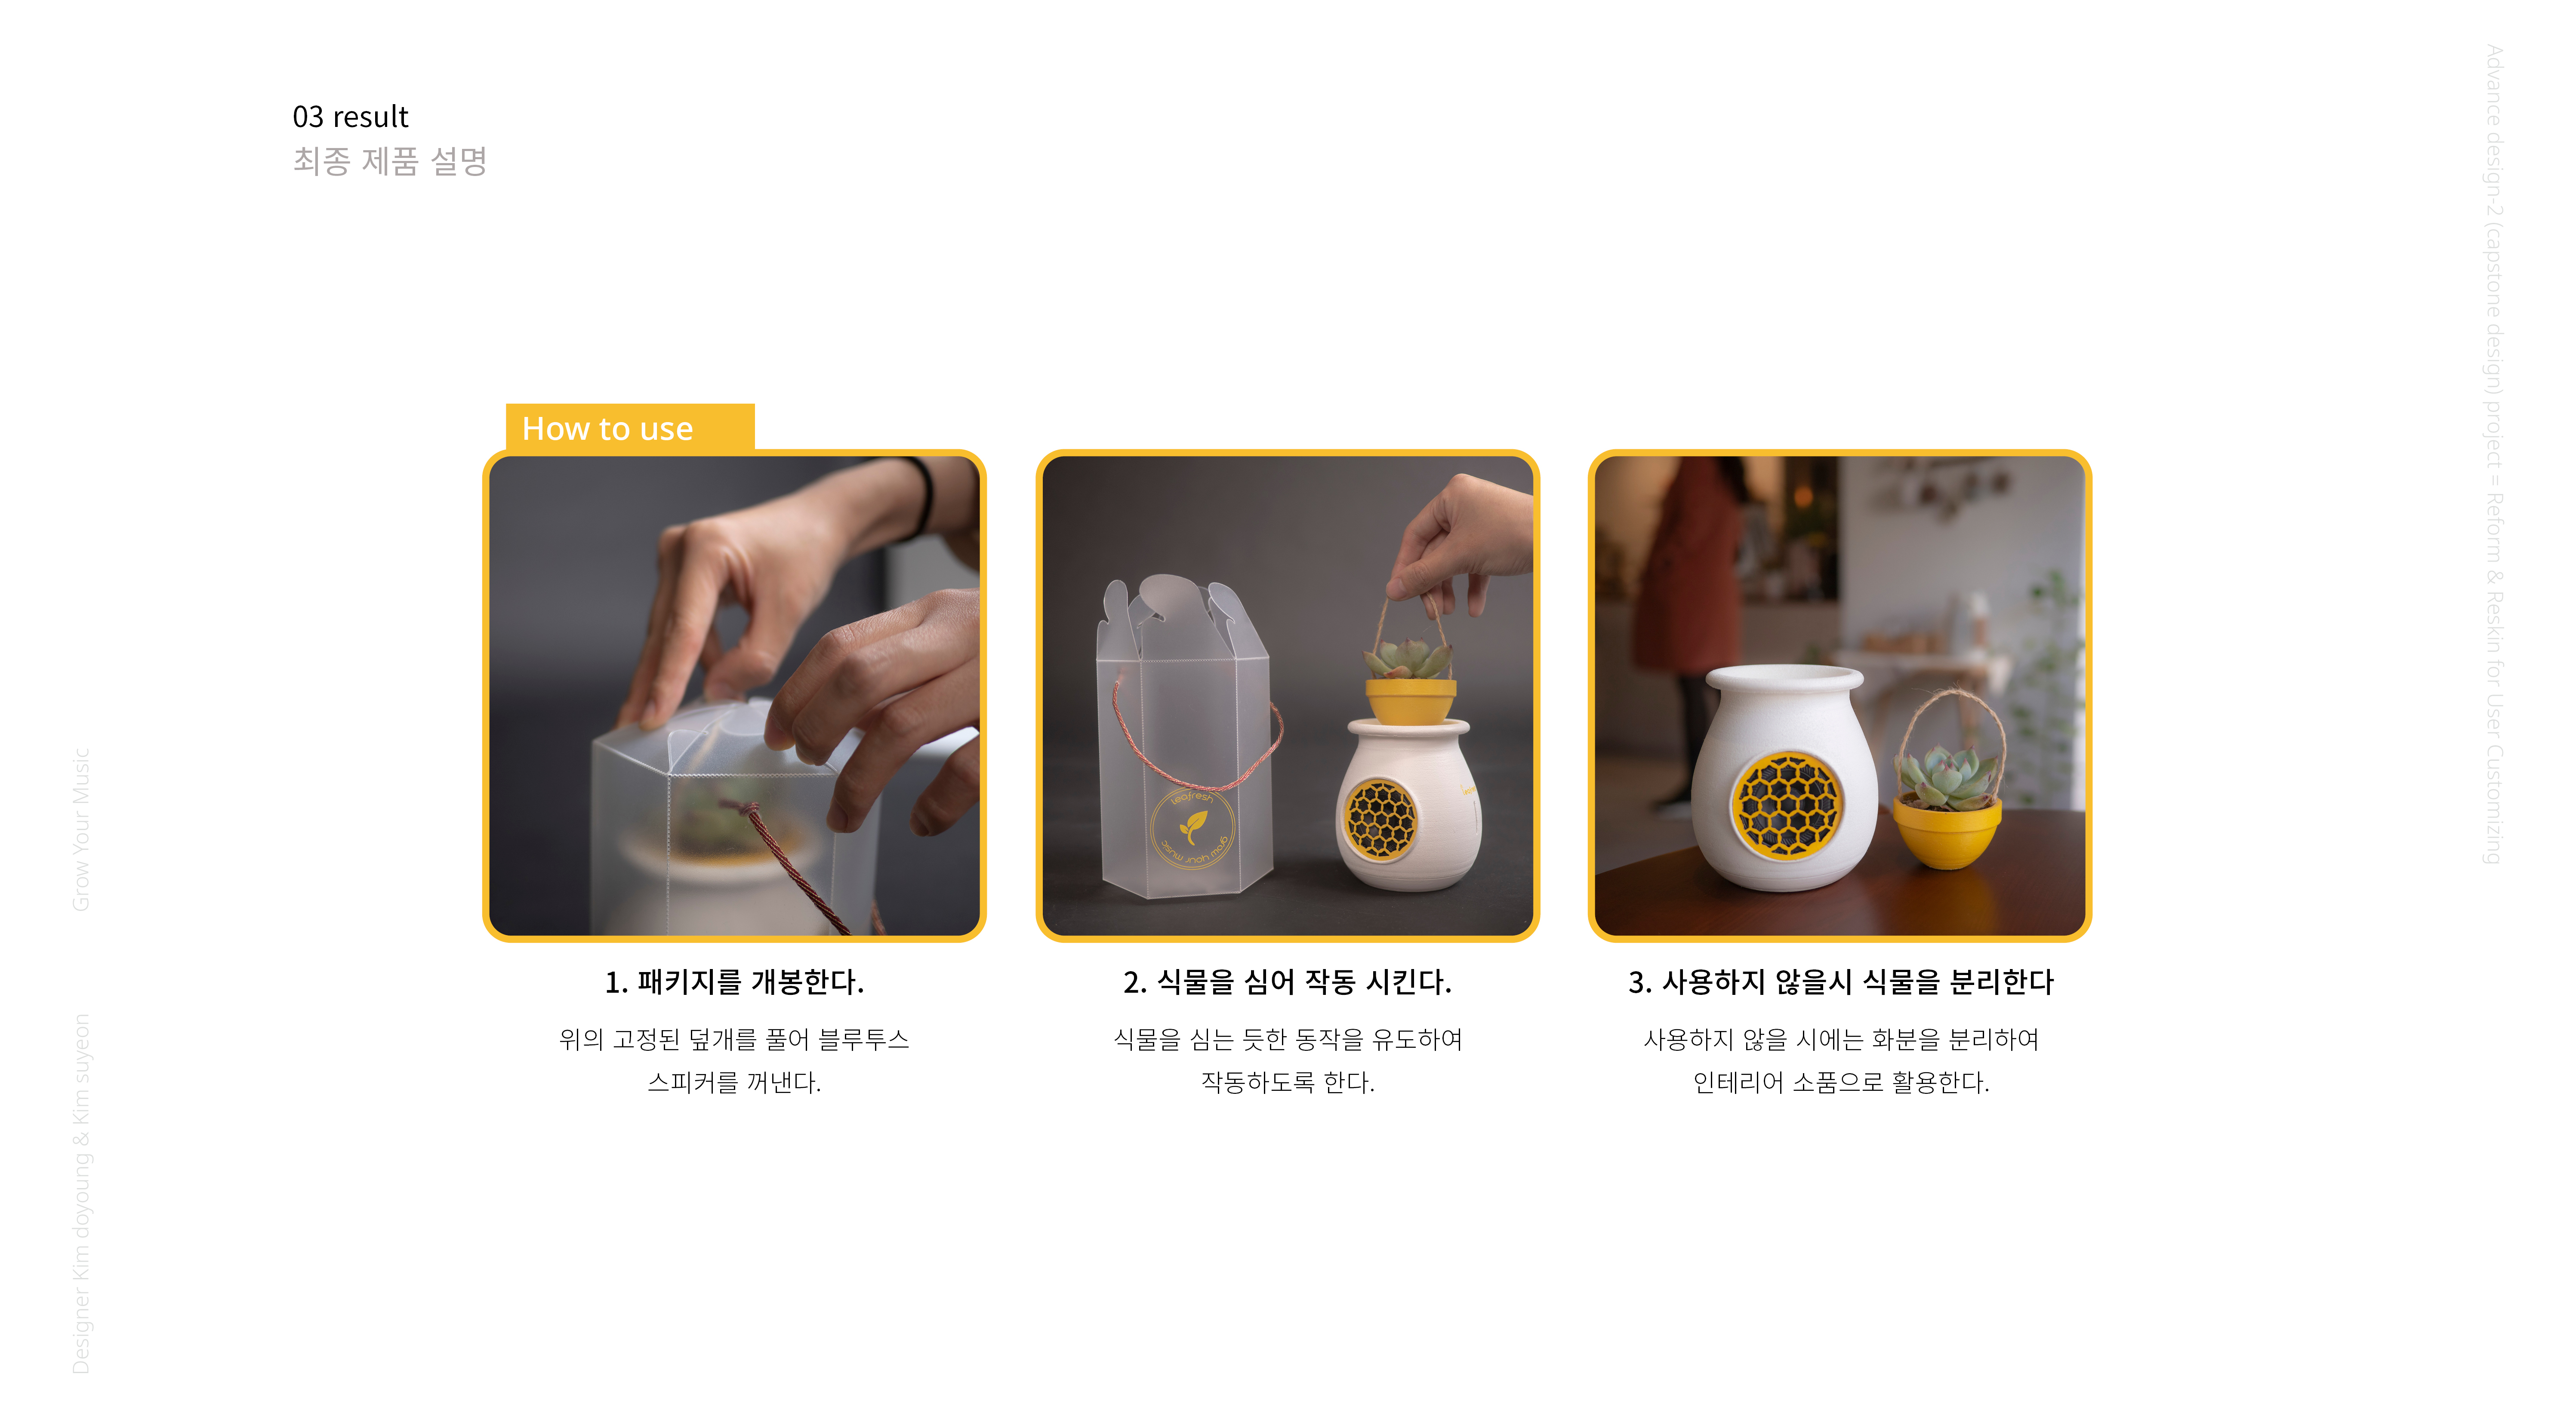 03 result
최종 제품 설명
How to use
leafresh
grow your music
1. 패키지를 개봉한다.
위의 고정된 덮개를 풀어 블루투스
스피커를 꺼낸다.
2. 식물을 심어 작동 시킨다.
식물을 심는 듯한 동작을 유도하여
작동하도록 한다.
3. 사용하지 않을시 식물을 분리한다
사용하지 않을 시에는 화분을 분리하여
인테리어 소품으로 활용한다.
Grow Your Music
Designer Kim doyoung & Kim suyeon
Advance design-2 (capstone design) project = Reform & Reskin for User Customizing